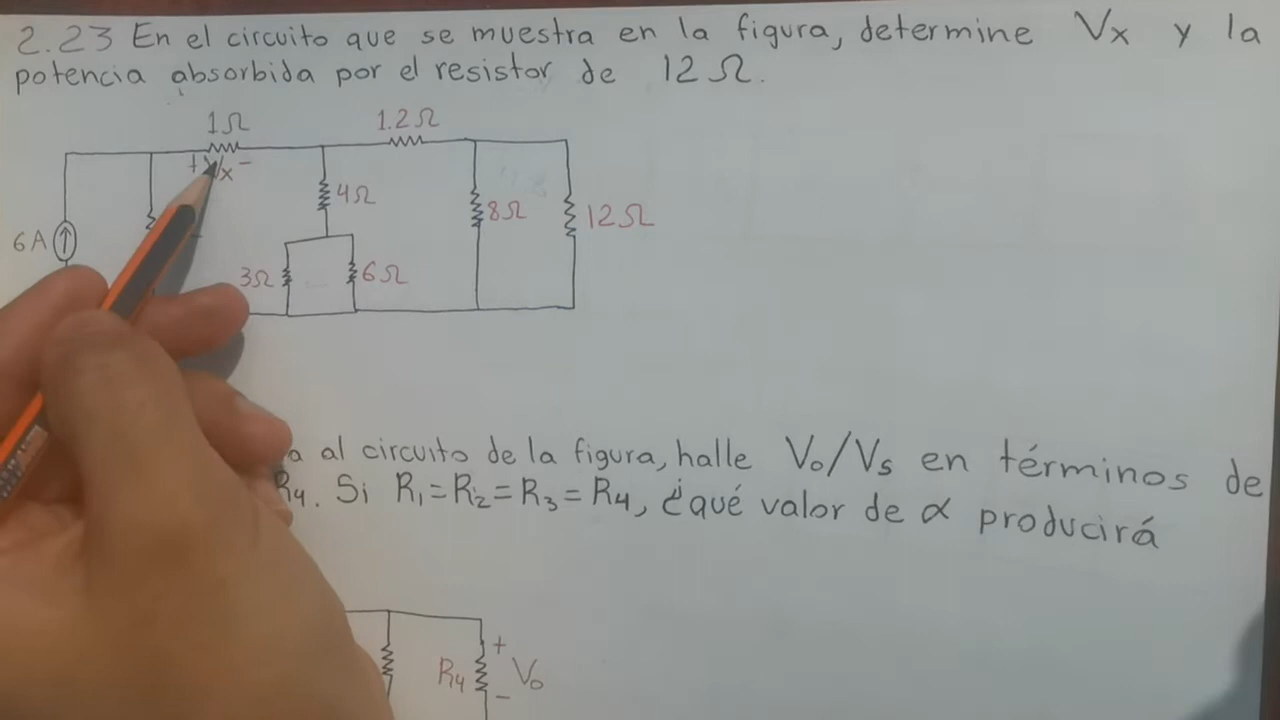 2.23 En el circuito que se muestra en la figura, determine Vx y la
potencia absorbida por el resistor de 12 Ω.
1Ω
1.2Ω
+ Vx -
4Ω
8Ω
12Ω
6A
3Ω
6Ω
a al circuito de la figura, halle Vo/Vs en términos de
R4. Si R1=R2=R3=R4, ¿qué valor de α producirá
+
R4 Vo
-